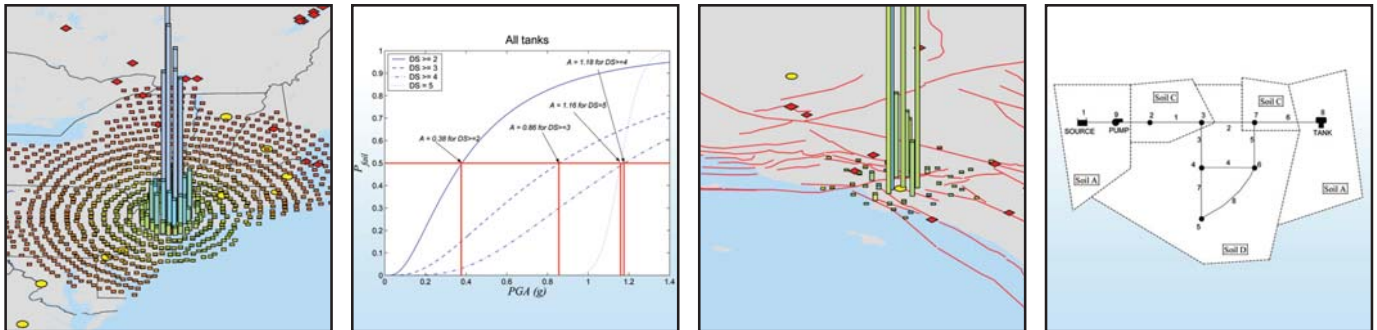 All tanks
DS >= 2
DS >= 3
DS >= 4
DS = 5
A = 1.18 for DS>=4
A = 1.16 for DS=5
A = 0.86 for DS>=3
A = 0.38 for DS>=2
P fail
1
0.9
0.8
0.7
0.6
0.5
0.4
0.3
0.2
0.1
0
0 0.2 0.4 0.6 0.8 1 1.2 1.4
PGA (g)
Soil C
Soil C
1 9 2 1 3 7 6 8
SOURCE PUMP 2 TANK
3 5
4 4 6
Soil A Soil A
7 8
5
Soil D